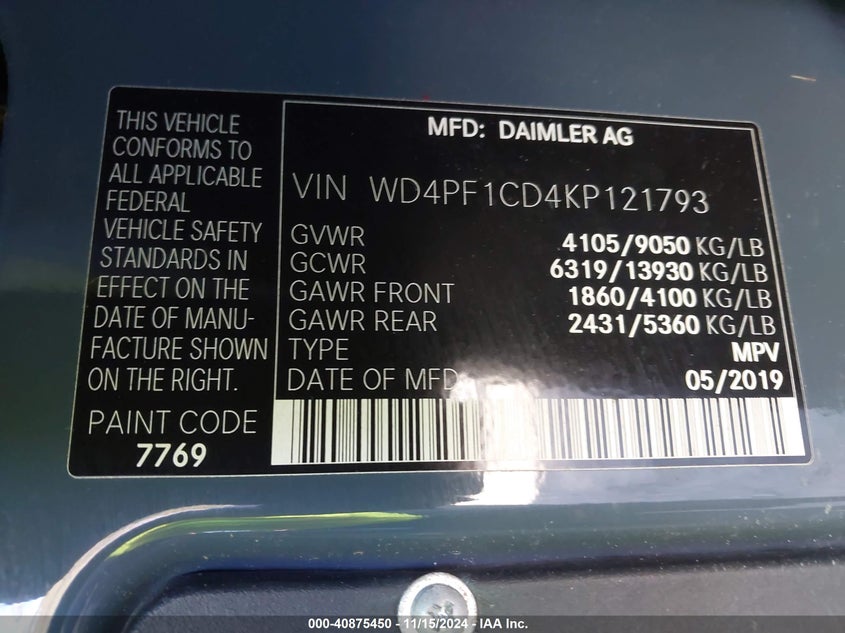 THIS VEHICLE
CONFORMS TO
ALL APPLICABLE
FEDERAL
VEHICLE SAFETY
STANDARDS IN
EFFECT ON THE
DATE OF MANU-
FACTURE SHOWN
ON THE RIGHT.
PAINT CODE
7769
MFD: DAIMLER AG
VIN WD4PF1CD4KP121793
GVWR 4105/9050 KG/LB
GCWR 6319/13930 KG/LB
GAWR FRONT 1860/4100 KG/LB
GAWR REAR 2431/5360 KG/LB
TYPE MPV
DATE OF MFD 05/2019
000-40875450 - 11/15/2024 - IAA Inc.